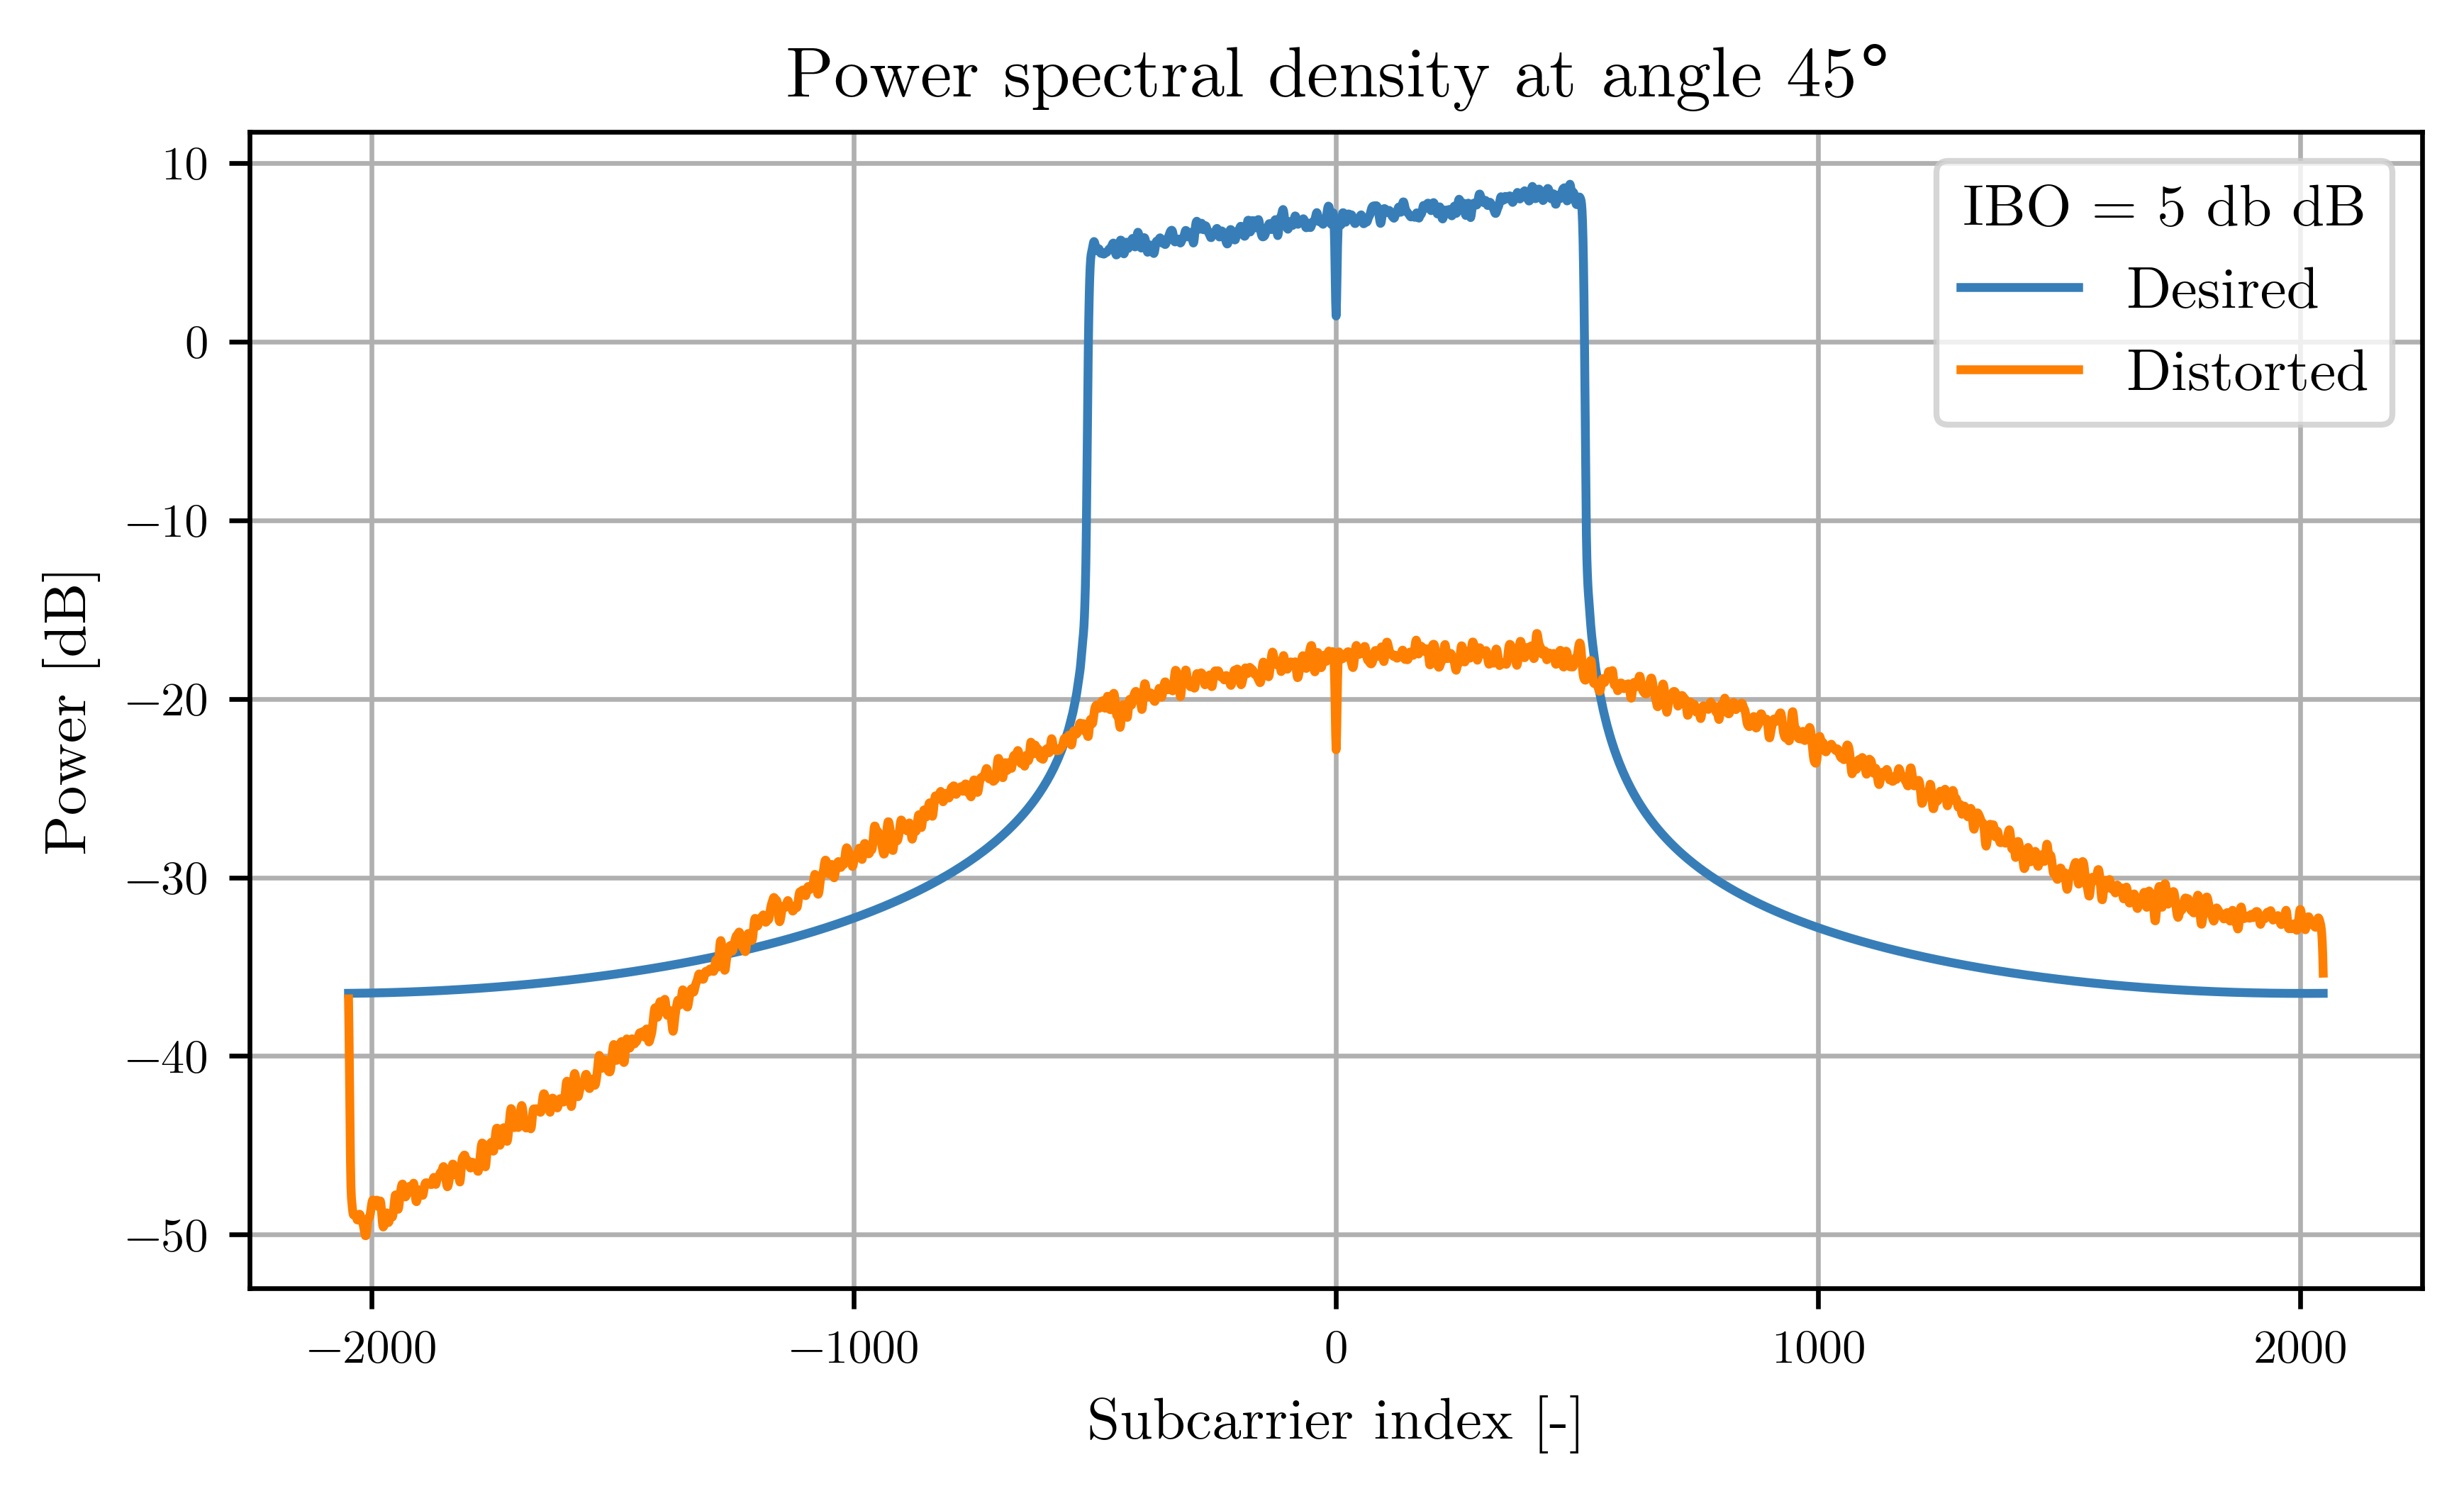 Power spectral density at angle 45°
IBO = 5 db dB
Desired
Distorted
Power [dB]
10
0
−10
−20
−30
−40
−50
−2000
−1000
0
1000
2000
Subcarrier index [-]